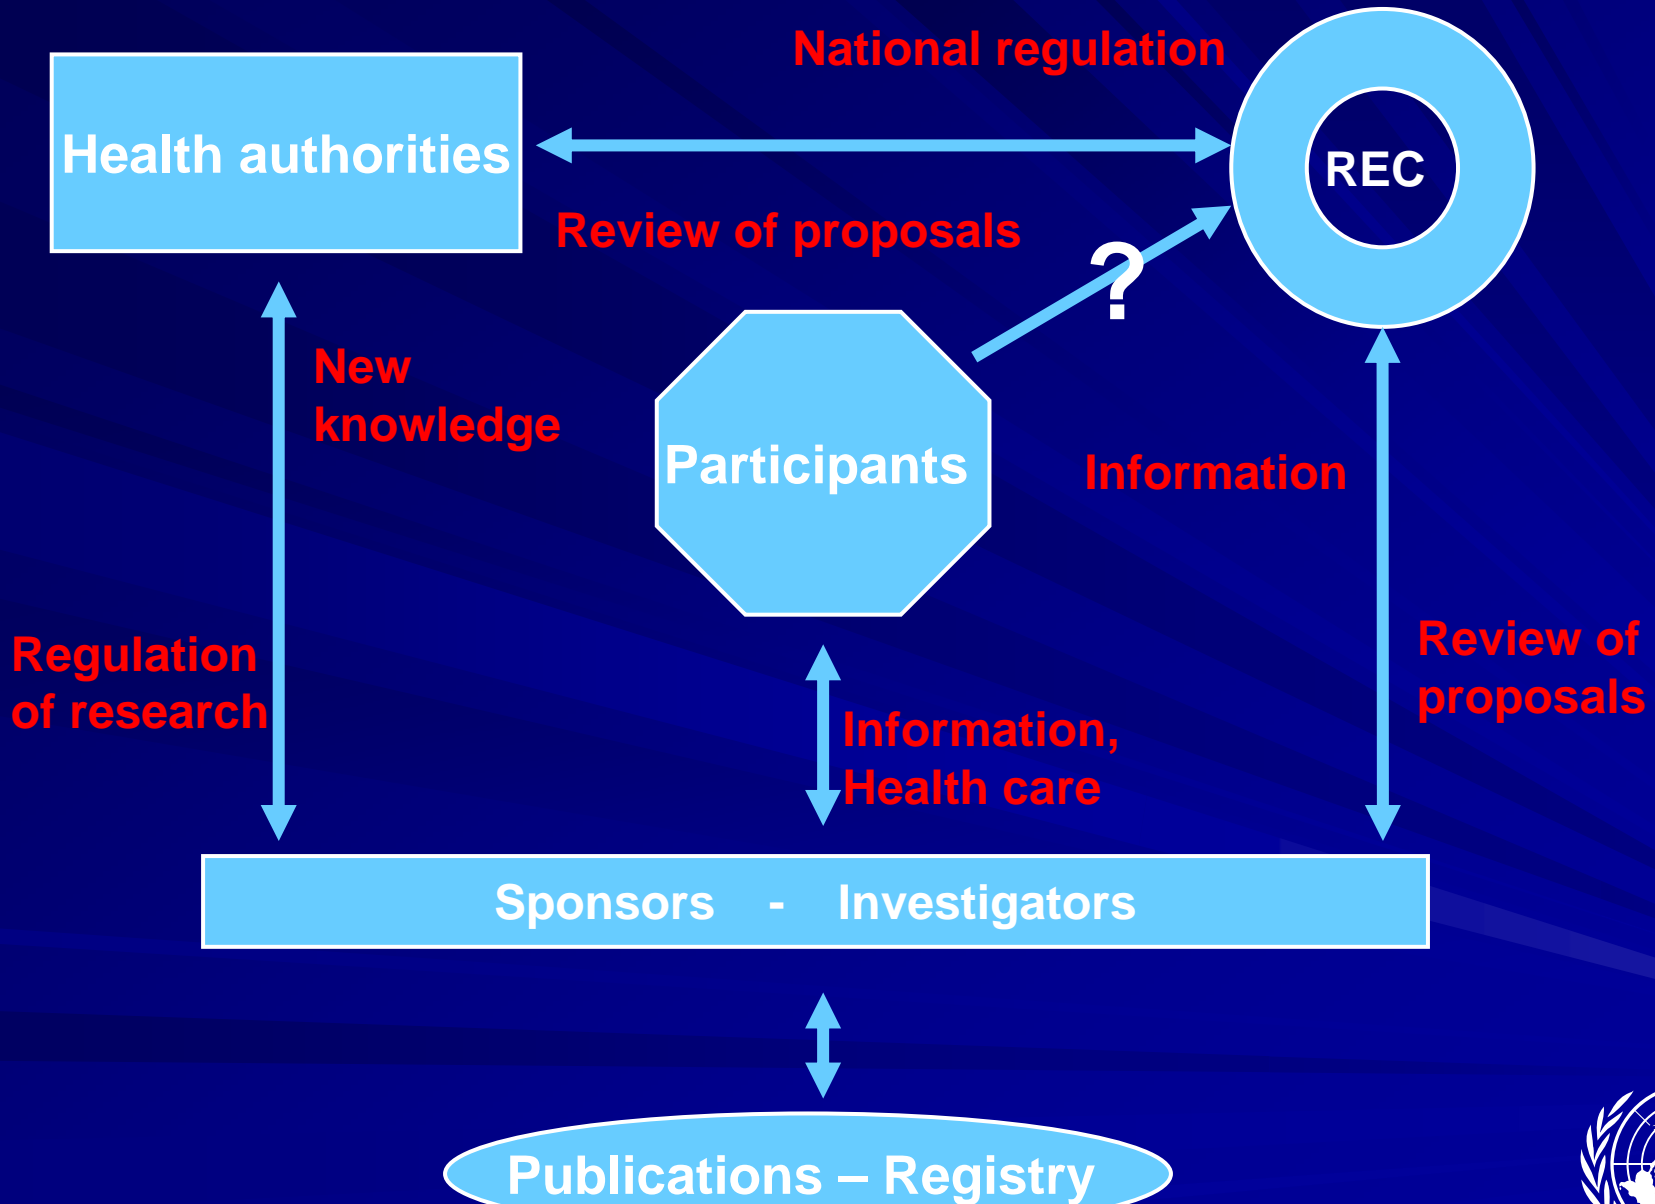 National regulation
Health authorities
REC
Review of proposals
?
New
knowledge
Participants
Information
Regulation
of research
Review of
proposals
Information,
Health care
Sponsors - Investigators
Publications – Registry